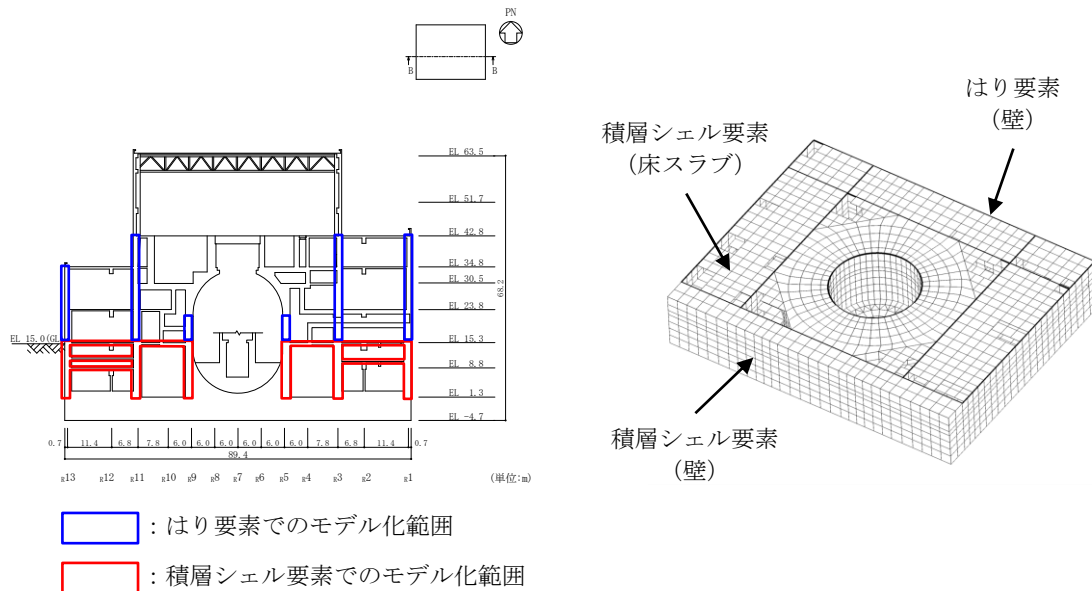 PN
B
B
EL 63.5
EL 51.7
EL 42.8
EL 34.8
EL 30.5
EL 23.8
EL 15.0(GL)
EL 15.3
EL 8.8
EL 1.3
EL -4.7
68.2
0.7 11.4 6.8 7.8 6.0 6.0 6.0 6.0 6.0 6.0 7.8 6.8 11.4 0.7
89.4
R13 R12 R11 R10 R9 R8 R7 R6 R5 R4 R3 R2 R1
(単位:m)
:はり要素でのモデル化範囲
:積層シェル要素でのモデル化範囲
はり要素
(壁)
積層シェル要素
(床スラブ)
積層シェル要素
(壁)